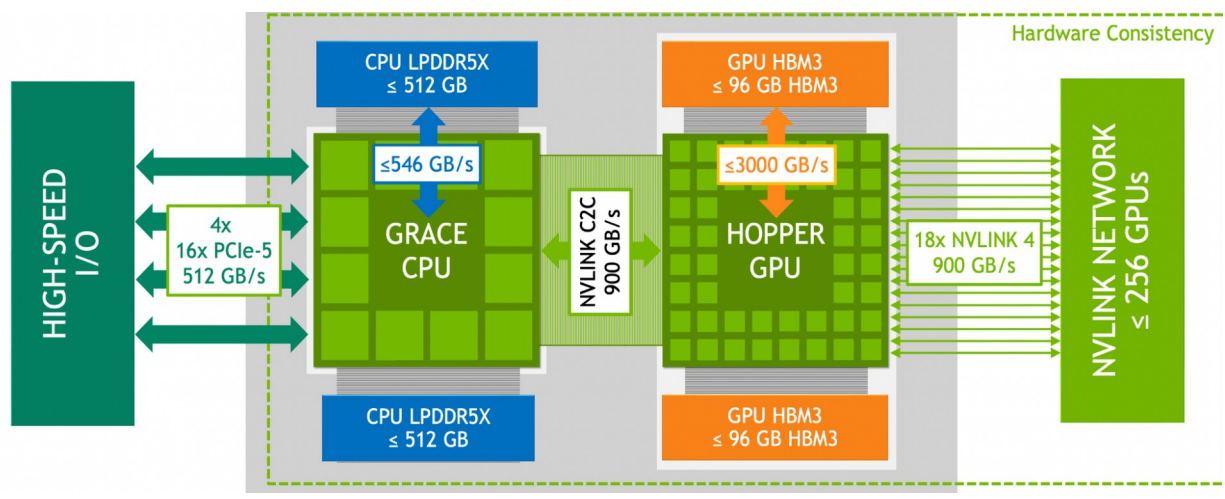 Hardware Consistency
HIGH-SPEED
I/O
4x
16x PCIe-5
512 GB/s
CPU LPDDR5X
≤ 512 GB
≤546 GB/s
GRACE
CPU
CPU LPDDR5X
≤ 512 GB
NVLINK C2C
900 GB/s
GPU HBM3
≤ 96 GB HBM3
≤3000 GB/s
HOPPER
GPU
GPU HBM3
≤ 96 GB HBM3
18x NVLINK 4
900 GB/s
NVLINK NETWORK
≤ 256 GPUs